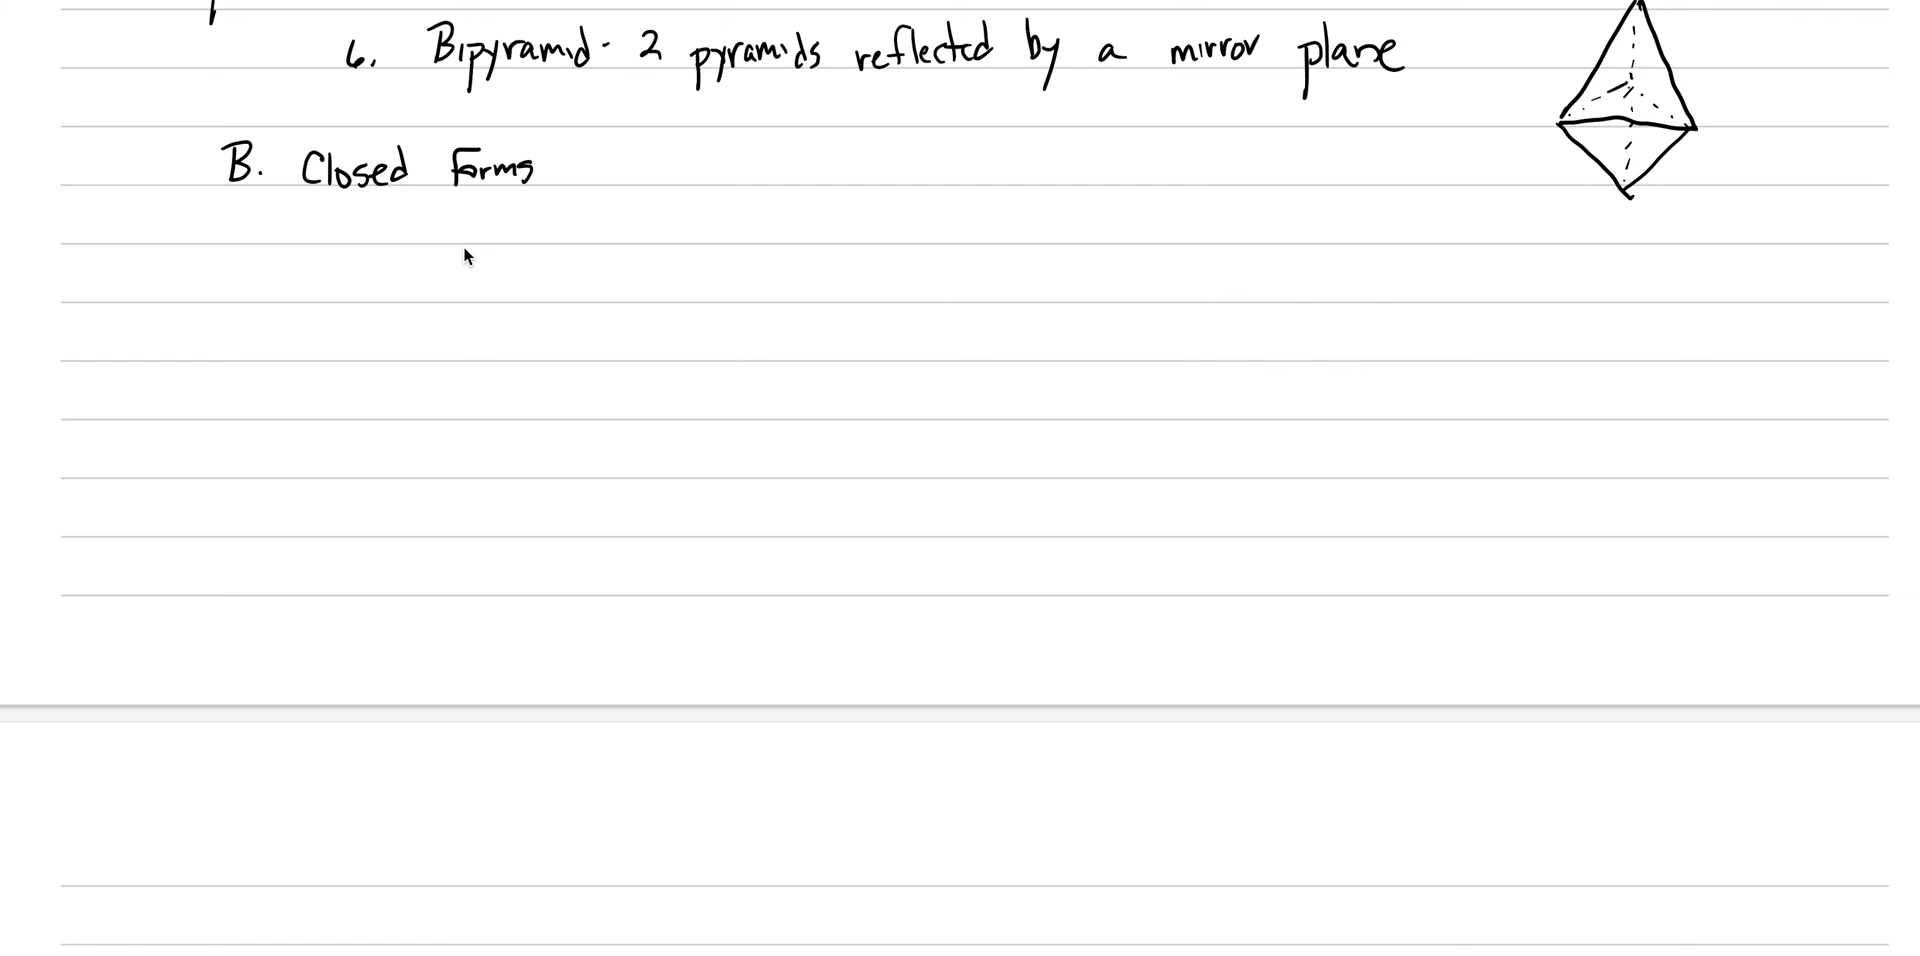 6. Bipyramid - 2 pyramids reflected by a mirror plane
B. Closed Forms